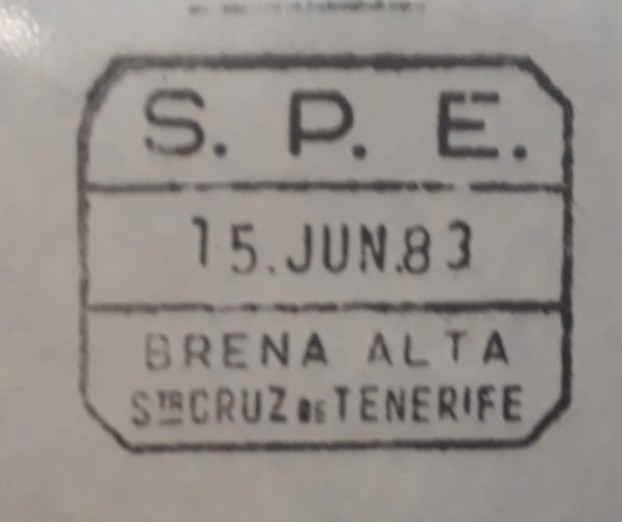 S. P. E.
15.JUN.83
BRENA ALTA
STA CRUZ DE TENERIFE